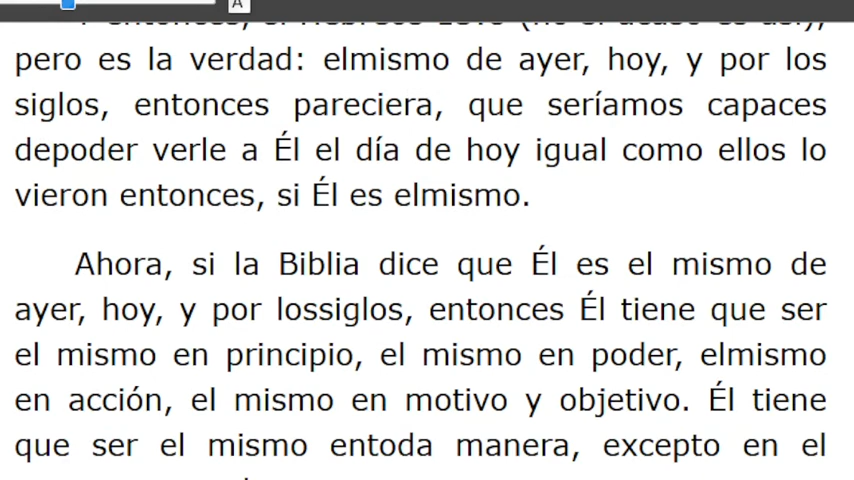 A
pero es la verdad: elmismo de ayer, hoy, y por los
siglos, entonces pareciera, que seríamos capaces
depoder verle a Él el día de hoy igual como ellos lo
vieron entonces, si Él es elmismo.
Ahora, si la Biblia dice que Él es el mismo de
ayer, hoy, y por lossiglos, entonces Él tiene que ser
el mismo en principio, el mismo en poder, elmismo
en acción, el mismo en motivo y objetivo. Él tiene
que ser el mismo entoda manera, excepto en el